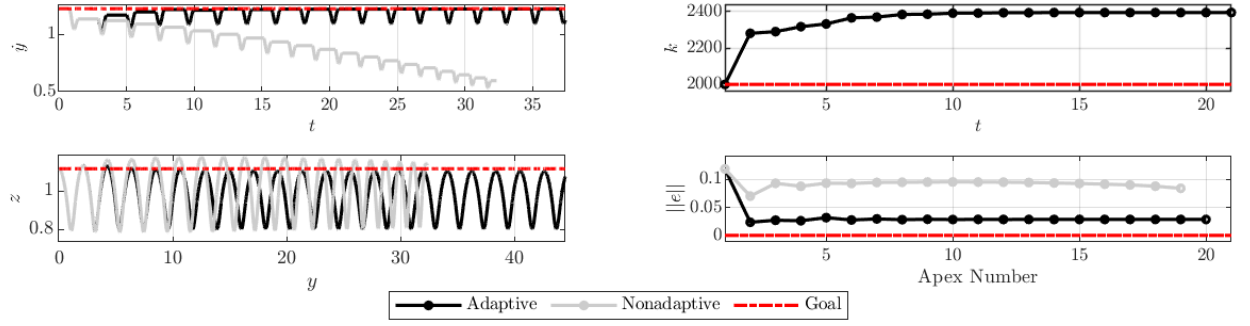 1
0.5
ẏ
0 5 10 15 20 25 30 35
t
1
0.8
z
0 10 20 30 40
y
2400
2200
2000
k
5 10 15 20
t
0.1
0.05
0
||e||
5 10 15 20
Apex Number
Adaptive Nonadaptive Goal